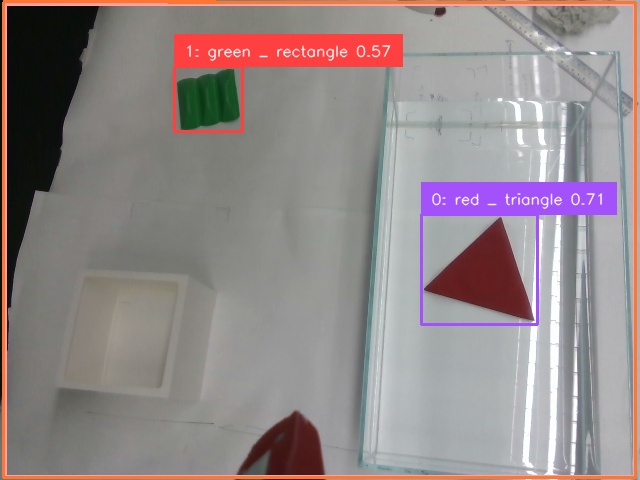 1: green _ rectangle 0.57
0: red _ triangle 0.71